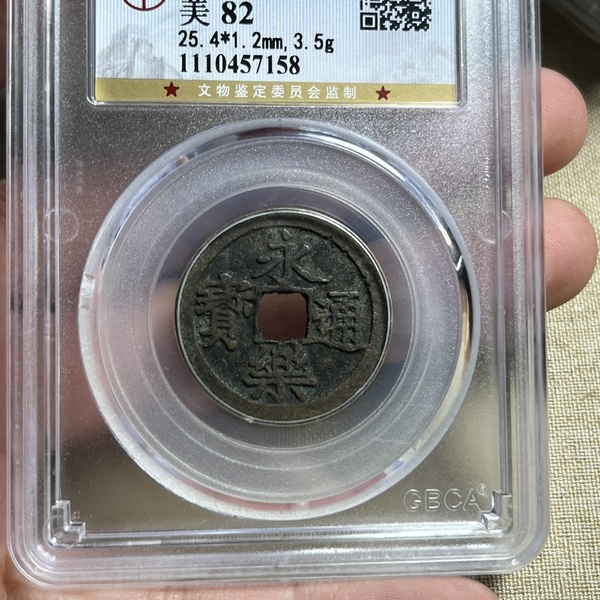 美 82
25.4*1.2mm, 3.5g
1110457158
★ 文物鉴定委员会监制 ★
永樂通寳
GBCA®